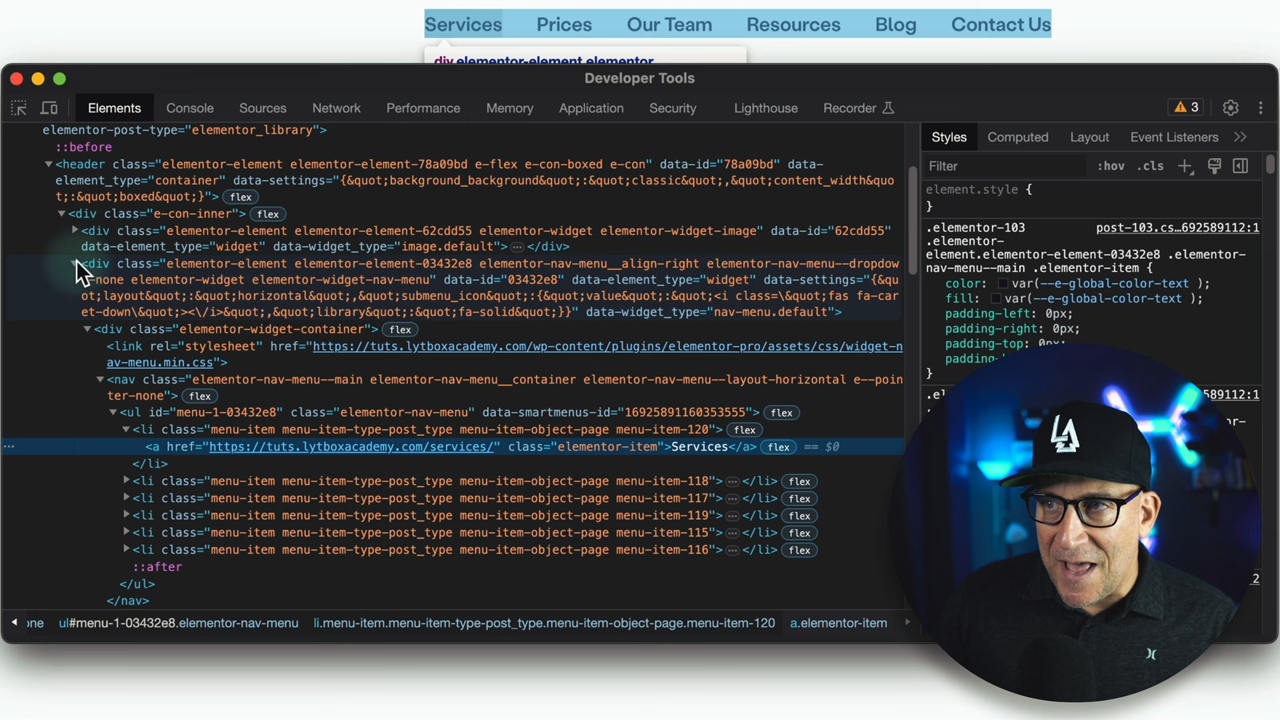 Services Prices Our Team Resources Blog Contact Us
div.elementor-element.elementor
Developer Tools
Elements Console Sources Network Performance Memory Application Security Lighthouse Recorder 3
elementor-post-type="elementor_library">
::before
<header class="elementor-element elementor-element-78a09bd e-flex e-con-boxed e-con" data-id="78a09bd" data-
element_type="container" data-settings="{&quot;background_background&quot;:&quot;classic&quot;,&quot;content_width&quo
t;:&quot;boxed&quot;}"> flex
<div class="e-con-inner"> flex
<div class="elementor-element elementor-element-62cdd55 elementor-widget elementor-widget-image" data-id="62cdd55"
data-element_type="widget" data-widget_type="image.default"> ⋯ </div>
<div class="elementor-element elementor-element-03432e8 elementor-nav-menu__align-right elementor-nav-menu--dropdow
-none elementor-widget elementor-widget-nav-menu" data-id="03432e8" data-element_type="widget" data-settings="{&q
ot;layout&quot;:&quot;horizontal&quot;,&quot;submenu_icon&quot;:{&quot;value&quot;:&quot;<i class=\&quot;fas fa-car
et-down\&quot;><\/i>&quot;,&quot;library&quot;:&quot;fa-solid&quot;}}" data-widget_type="nav-menu.default">
<div class="elementor-widget-container"> flex
<link rel="stylesheet" href="https://tuts.lytboxacademy.com/wp-content/plugins/elementor-pro/assets/css/widget-n
av-menu.min.css">
<nav class="elementor-nav-menu--main elementor-nav-menu__container elementor-nav-menu--layout-horizontal e--poin
ter-none"> flex
<ul id="menu-1-03432e8" class="elementor-nav-menu" data-smartmenus-id="16925891160353555"> flex
<li class="menu-item menu-item-type-post_type menu-item-object-page menu-item-120"> flex
<a href="https://tuts.lytboxacademy.com/services/" class="elementor-item">Services</a> flex == $0
</li>
<li class="menu-item menu-item-type-post_type menu-item-object-page menu-item-118"> ⋯ </li> flex
<li class="menu-item menu-item-type-post_type menu-item-object-page menu-item-117"> ⋯ </li> flex
<li class="menu-item menu-item-type-post_type menu-item-object-page menu-item-119"> ⋯ </li> flex
<li class="menu-item menu-item-type-post_type menu-item-object-page menu-item-115"> ⋯ </li> flex
<li class="menu-item menu-item-type-post_type menu-item-object-page menu-item-116"> ⋯ </li> flex
::after
</ul>
</nav>
one ul#menu-1-03432e8.elementor-nav-menu li.menu-item.menu-item-type-post_type.menu-item-object-page.menu-item-120 a.elementor-item
Styles Computed Layout Event Listeners
Filter :hov .cls
element.style {
}
.elementor-103 post-103.cs…692589112:1
.elementor-
element.elementor-element-03432e8 .elementor-
nav-menu--main .elementor-item {
color: var(--e-global-color-text );
fill: var(--e-global-color-text );
padding-left: 0px;
padding-right: 0px;
padding-top: 0px;
padding-b
}
.el 589112:1
LA